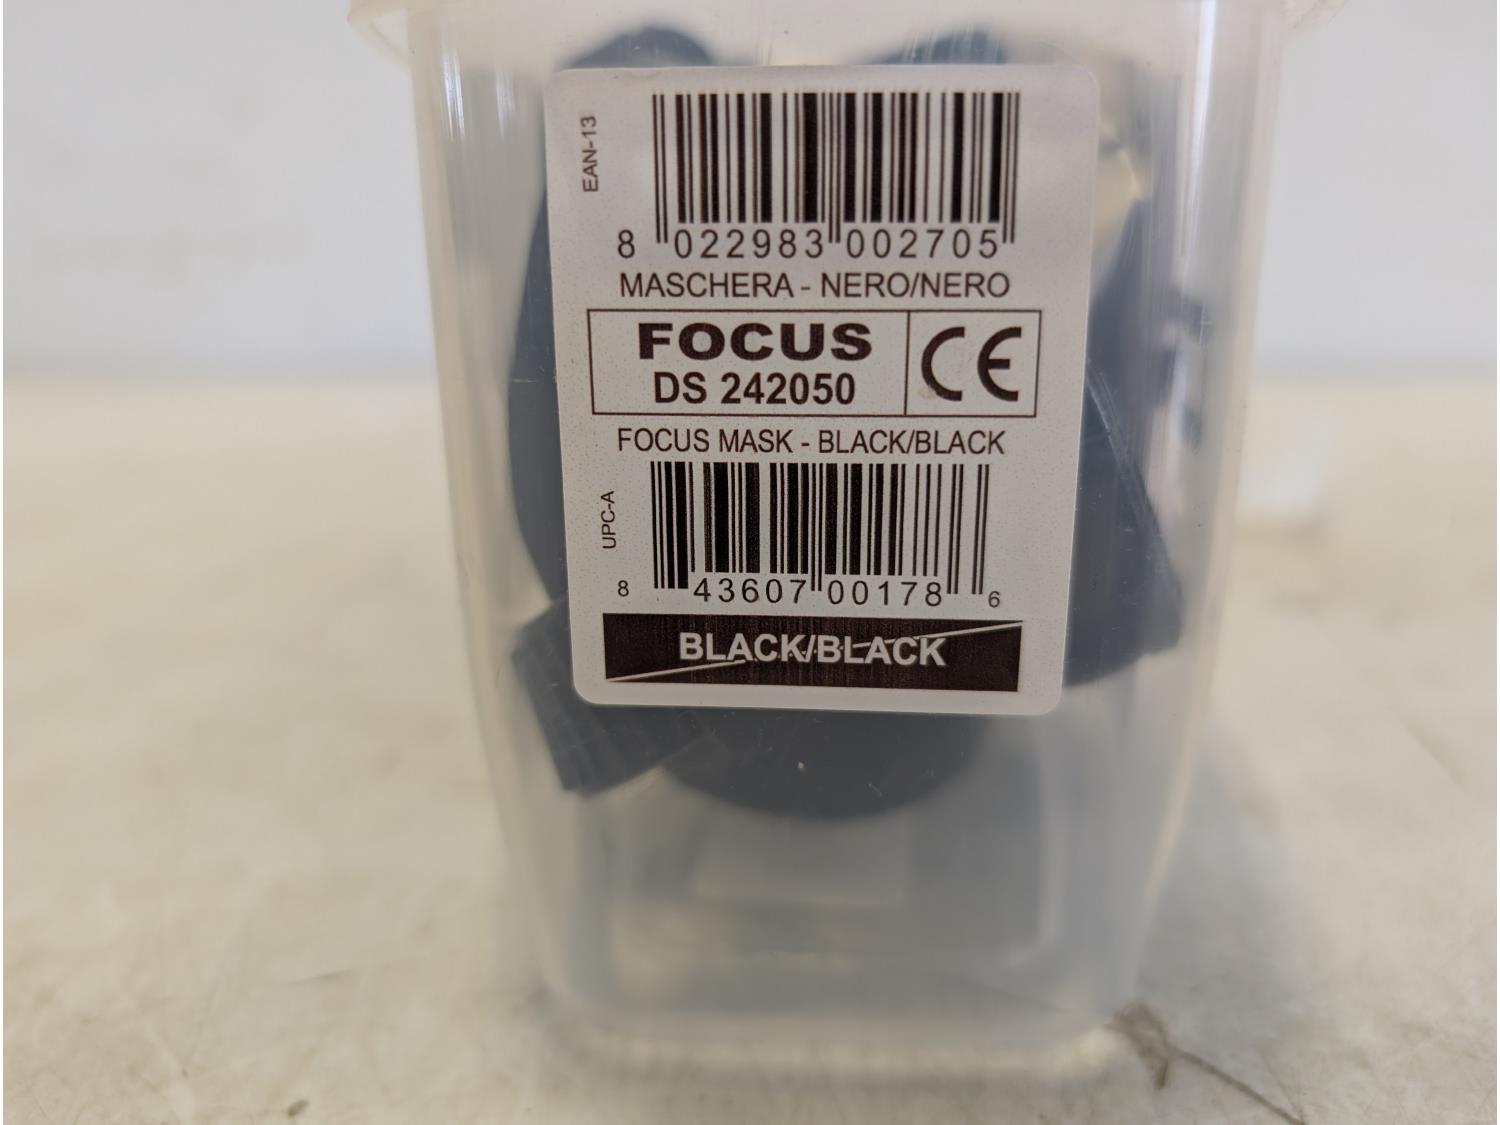 EAN-13
8 022983 002705
MASCHERA - NERO/NERO
FOCUS
DS 242050
CE
FOCUS MASK - BLACK/BLACK
UPC-A
8 43607 00178 6
BLACK/BLACK